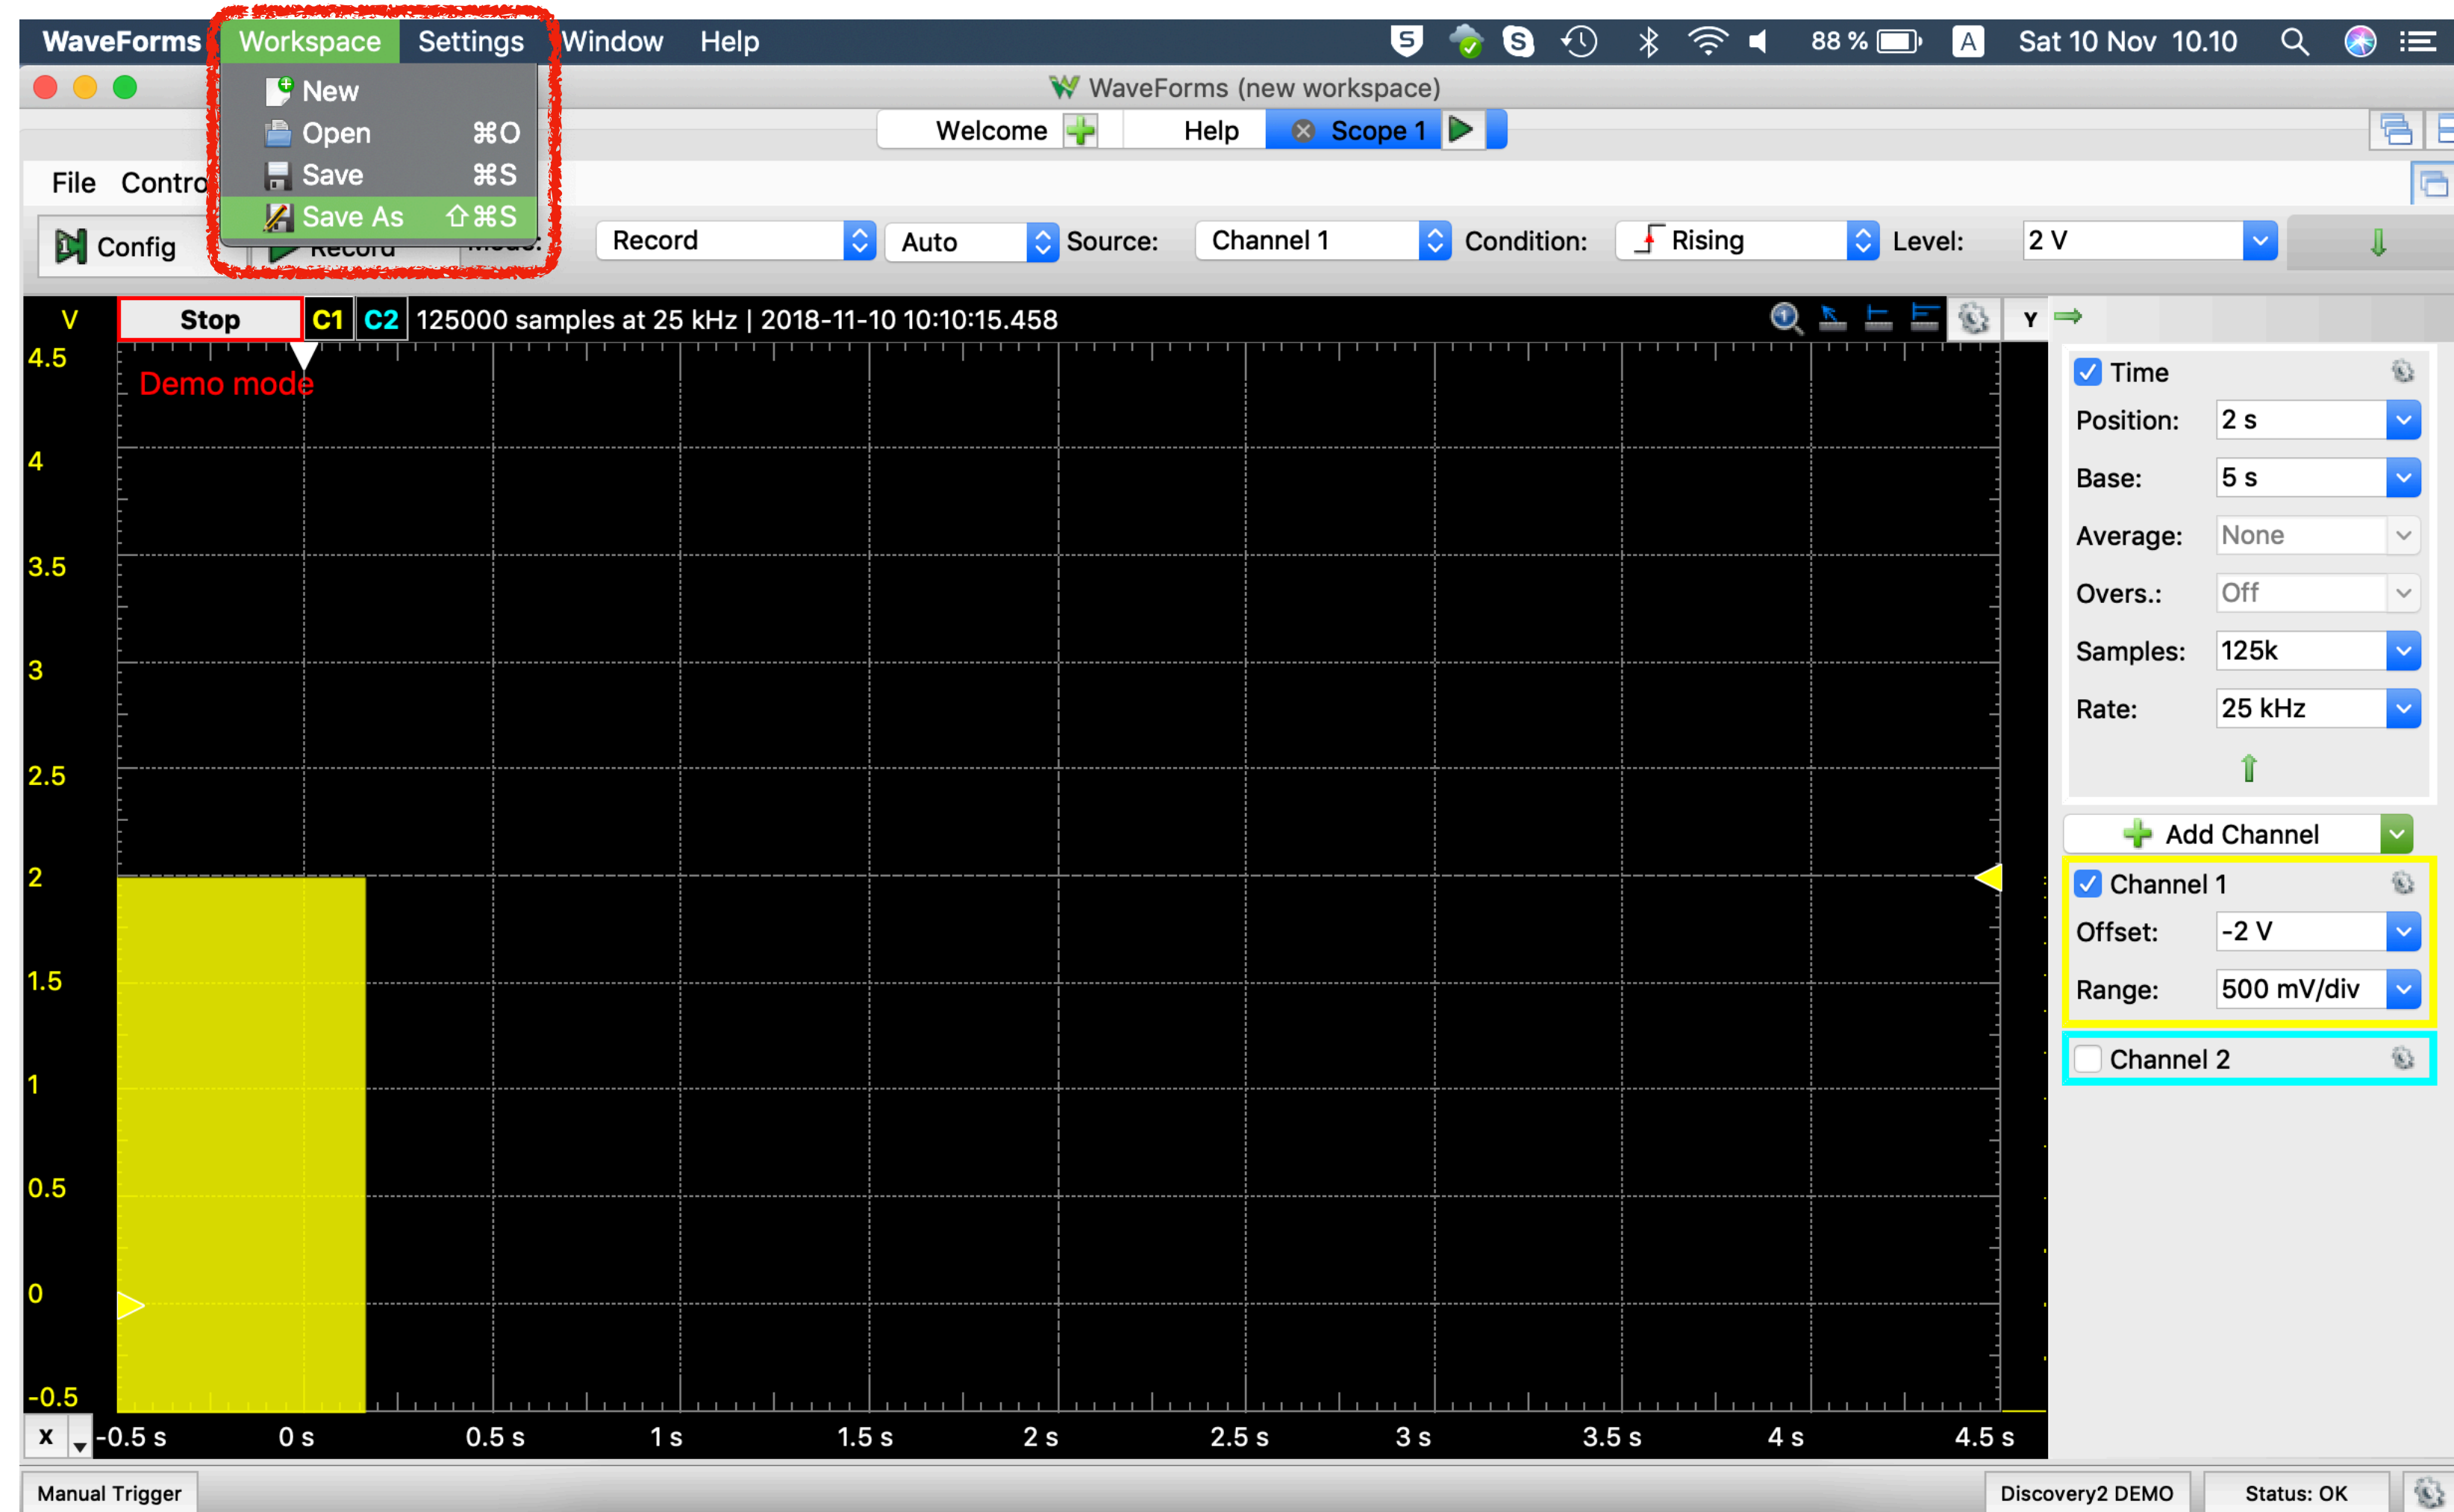 WaveForms Workspace Settings Window Help 88 % A Sat 10 Nov 10.10
WaveForms (new workspace)
New
Open ⌘O
Save ⌘S
Save As ⇧⌘S
Welcome Help Scope 1
File Contro
Config Record Mode: Record Auto Source: Channel 1 Condition: Rising Level: 2 V
V Stop C1 C2 125000 samples at 25 kHz | 2018-11-10 10:10:15.458 Y
Demo mode
4.5
4
3.5
3
2.5
2
1.5
1
0.5
0
-0.5
X -0.5 s 0 s 0.5 s 1 s 1.5 s 2 s 2.5 s 3 s 3.5 s 4 s 4.5 s
Time
Position: 2 s
Base: 5 s
Average: None
Overs.: Off
Samples: 125k
Rate: 25 kHz
Add Channel
Channel 1
Offset: -2 V
Range: 500 mV/div
Channel 2
Manual Trigger Discovery2 DEMO Status: OK